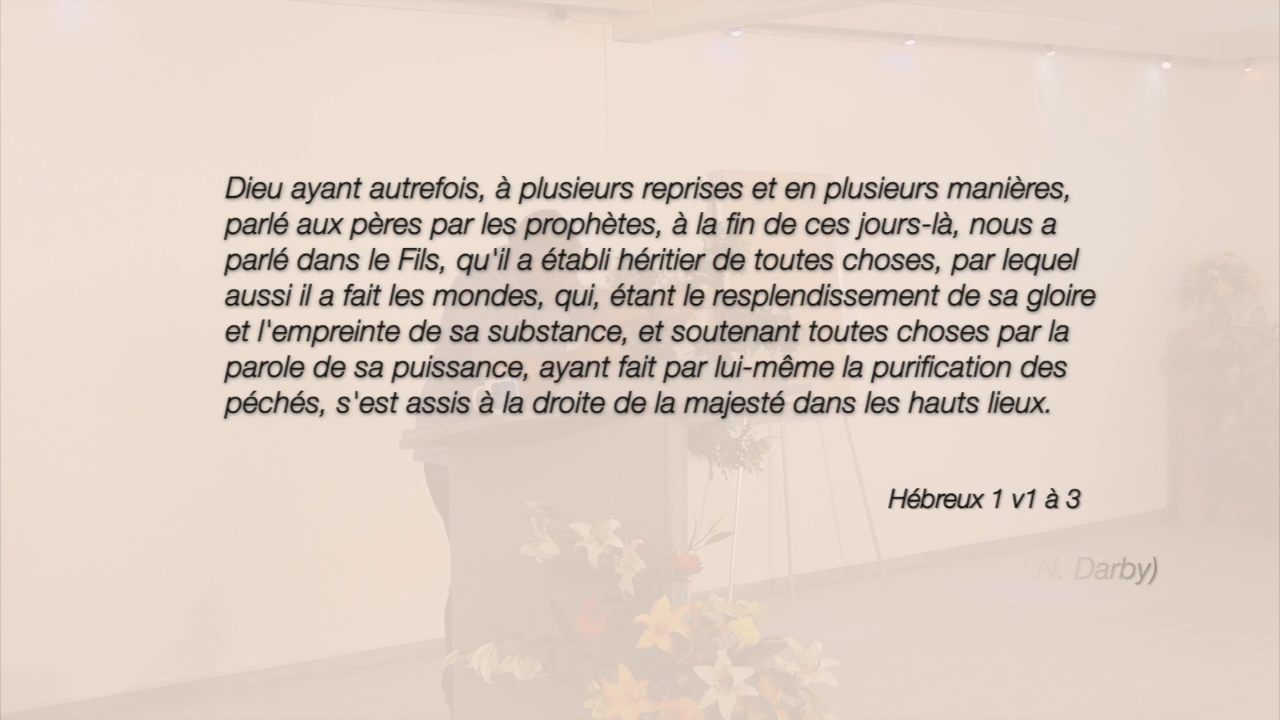 Dieu ayant autrefois, à plusieurs reprises et en plusieurs manières,
parlé aux pères par les prophètes, à la fin de ces jours-là, nous a
parlé dans le Fils, qu'il a établi héritier de toutes choses, par lequel
aussi il a fait les mondes, qui, étant le resplendissement de sa gloire
et l'empreinte de sa substance, et soutenant toutes choses par la
parole de sa puissance, ayant fait par lui-même la purification des
péchés, s'est assis à la droite de la majesté dans les hauts lieux.
Hébreux 1 v1 à 3
N. Darby)